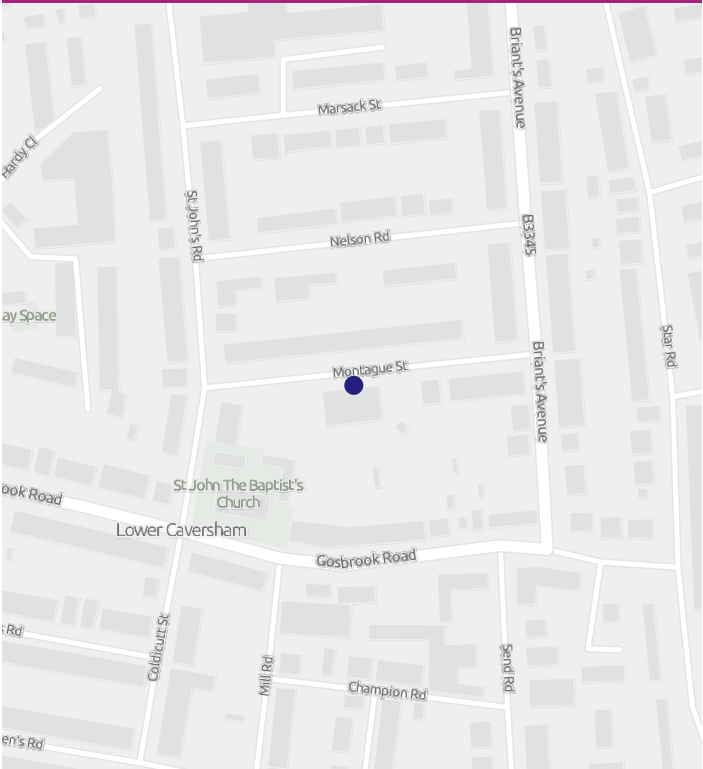 Briant's Avenue
Marsack St
Hardy Cl
St John's Rd
Nelson Rd
B3345
ay Space
Star Rd
Montague St
Briant's Avenue
St John The Baptist's
Church
ook Road
Lower Caversham
Gosbrook Road
s Rd
Coldicutt St
Mill Rd
Send Rd
Champion Rd
en's Rd